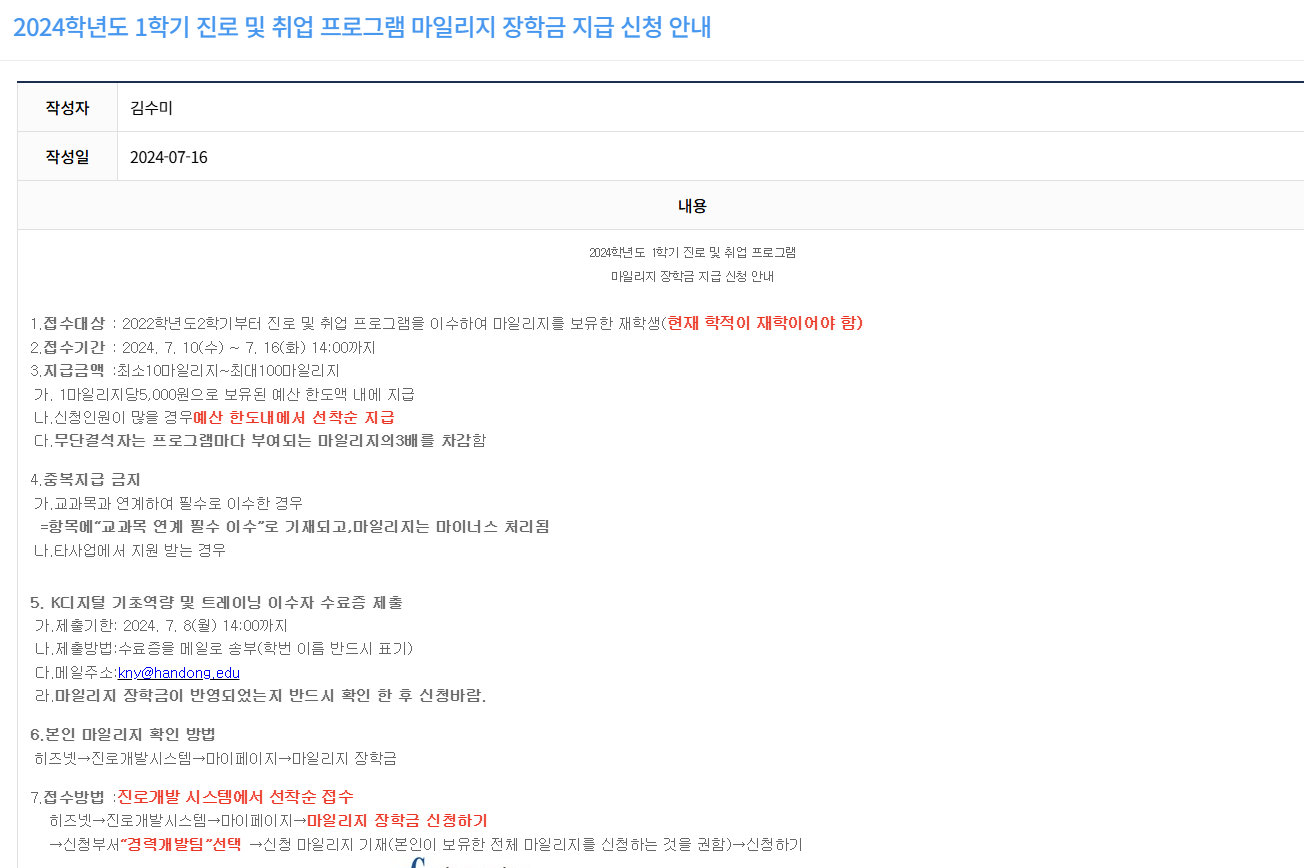 2024학년도 1학기 진로 및 취업 프로그램 마일리지 장학금 지급 신청 안내
작성자 김수미
작성일 2024-07-16
내용
2024학년도 1학기 진로 및 취업 프로그램
마일리지 장학금 지급 신청 안내
1.접수대상 : 2022학년도2학기부터 진로 및 취업 프로그램을 이수하여 마일리지를 보유한 재학생(현재 학적이 재학이어야 함)
2.접수기간 : 2024. 7. 10(수) ~ 7. 16(화) 14:00까지
3.지급금액 :최소10마일리지~최대100마일리지
가. 1마일리지당5,000원으로 보유된 예산 한도액 내에 지급
나.신청인원이 많을 경우예산 한도내에서 선착순 지급
다.무단결석자는 프로그램마다 부여되는 마일리지의3배를 차감함
4.중복지급 금지
가.교과목과 연계하여 필수로 이수한 경우
=항목에“교과목 연계 필수 이수”로 기재되고,마일리지는 마이너스 처리됨
나.타사업에서 지원 받는 경우
5. K디지털 기초역량 및 트레이닝 이수자 수료증 제출
가.제출기한: 2024. 7. 8(월) 14:00까지
나.제출방법:수료증을 메일로 송부(학번 이름 반드시 표기)
다.메일주소:kny@handong.edu
라.마일리지 장학금이 반영되었는지 반드시 확인 한 후 신청바람.
6.본인 마일리지 확인 방법
히즈넷→진로개발시스템→마이페이지→마일리지 장학금
7.접수방법 :진로개발 시스템에서 선착순 접수
히즈넷→진로개발시스템→마이페이지→마일리지 장학금 신청하기
→신청부서“경력개발팀”선택 →신청 마일리지 기재(본인이 보유한 전체 마일리지를 신청하는 것을 권함)→신청하기